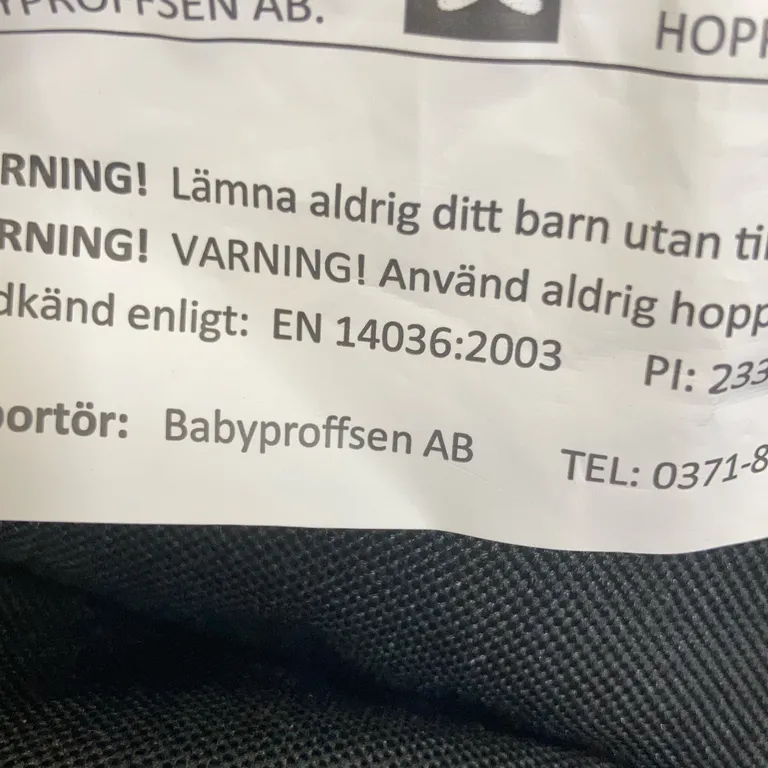 YPROFFSEN AB. HOPP
RNING! Lämna aldrig ditt barn utan til
RNING! VARNING! Använd aldrig hopp
dkänd enligt: EN 14036:2003 PI: 233
portör: Babyproffsen AB TEL: 0371-8